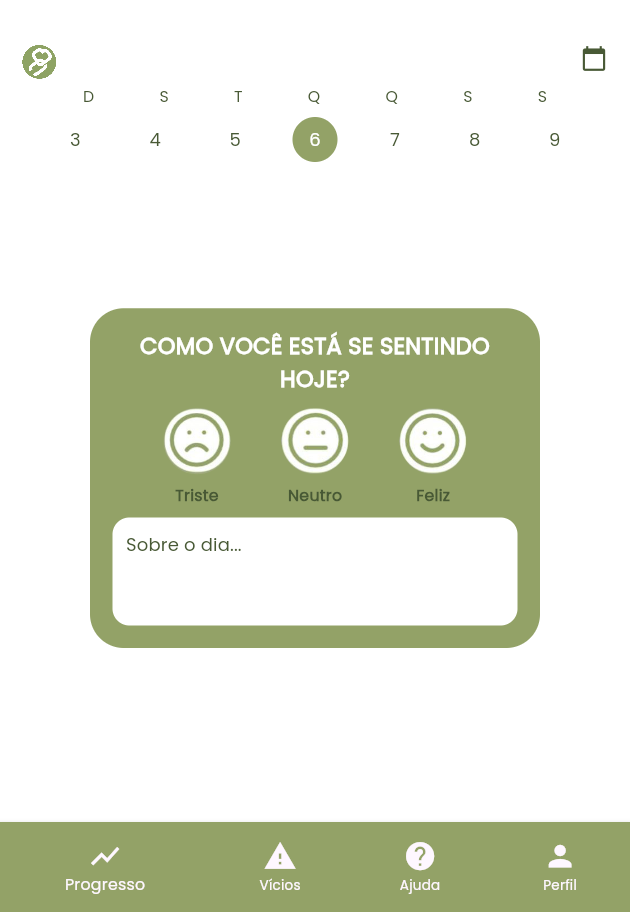 D S T Q Q S S
3 4 5 6 7 8 9
COMO VOCÊ ESTÁ SE SENTINDO
HOJE?
Triste Neutro Feliz
Sobre o dia...
Progresso Vícios Ajuda Perfil